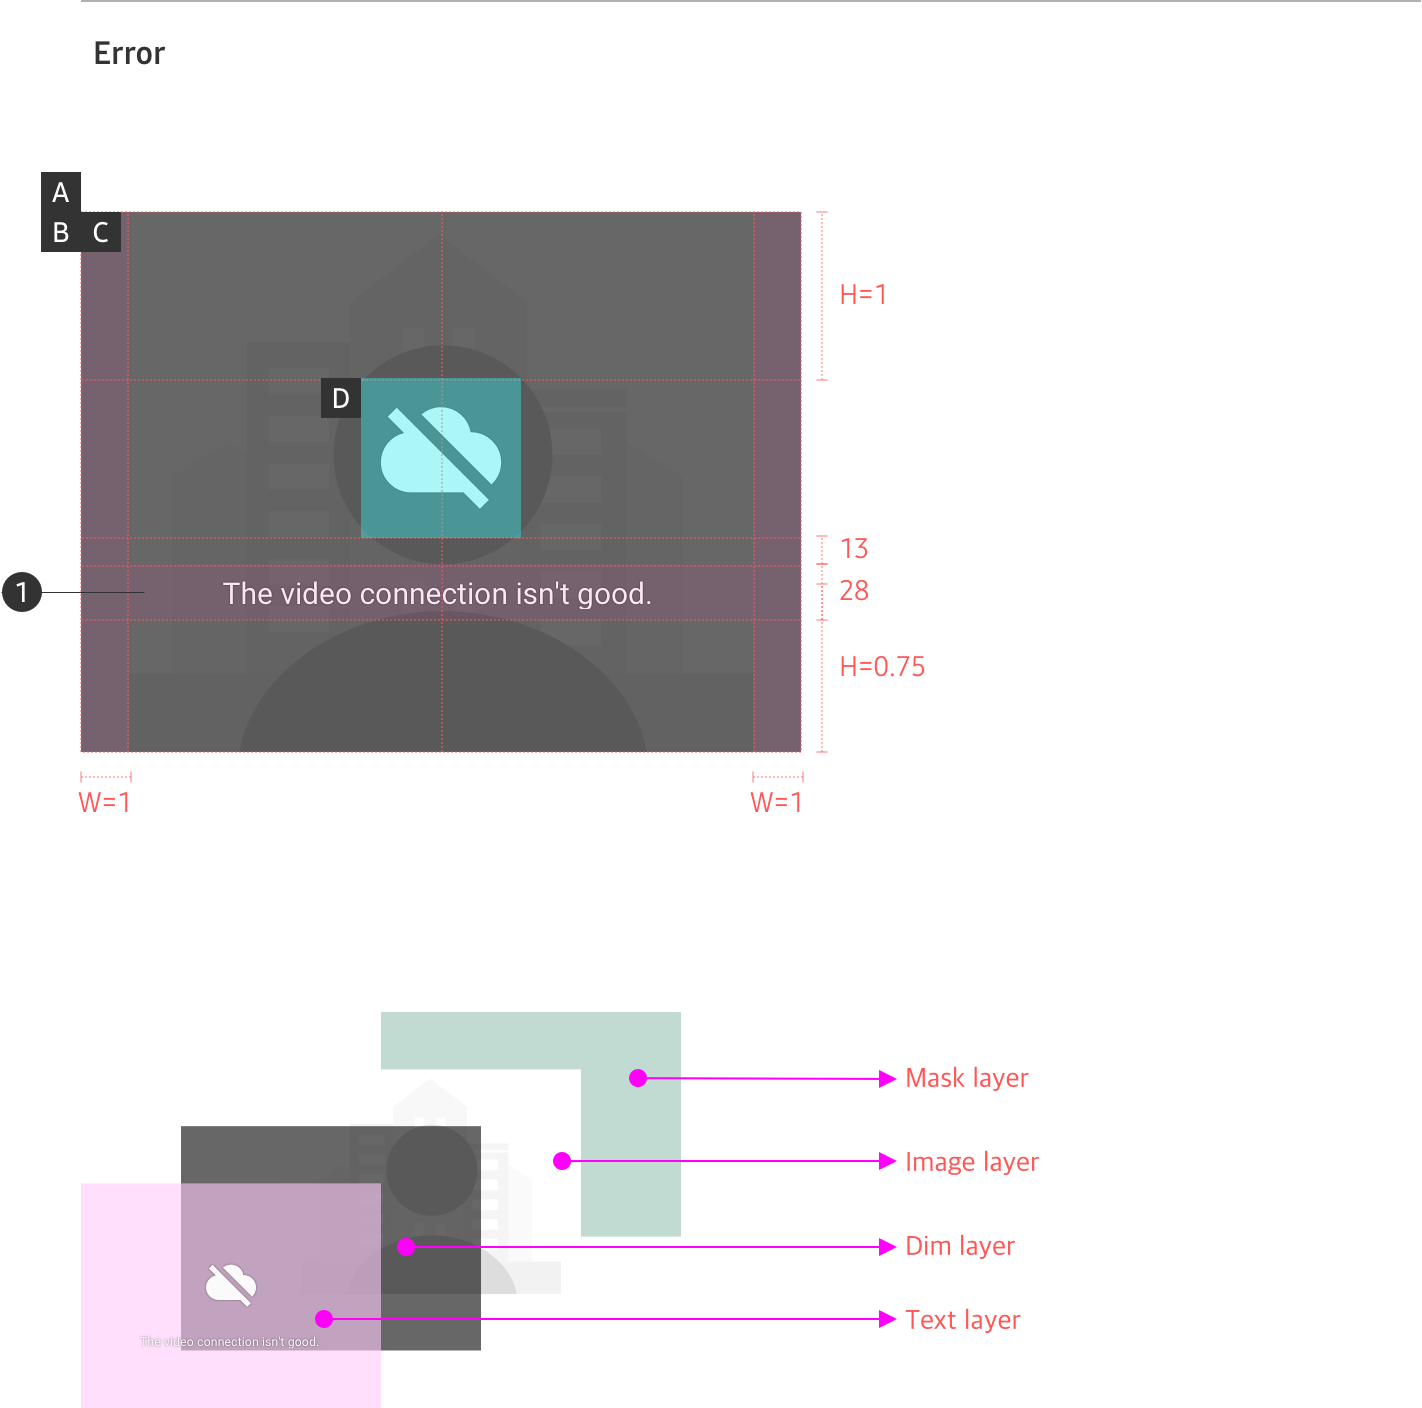 Error
A
B C
H=1
D
13
1
The video connection isn't good.
28
H=0.75
W=1
W=1
Mask layer
Image layer
Dim layer
Text layer
The video connection isn't good.